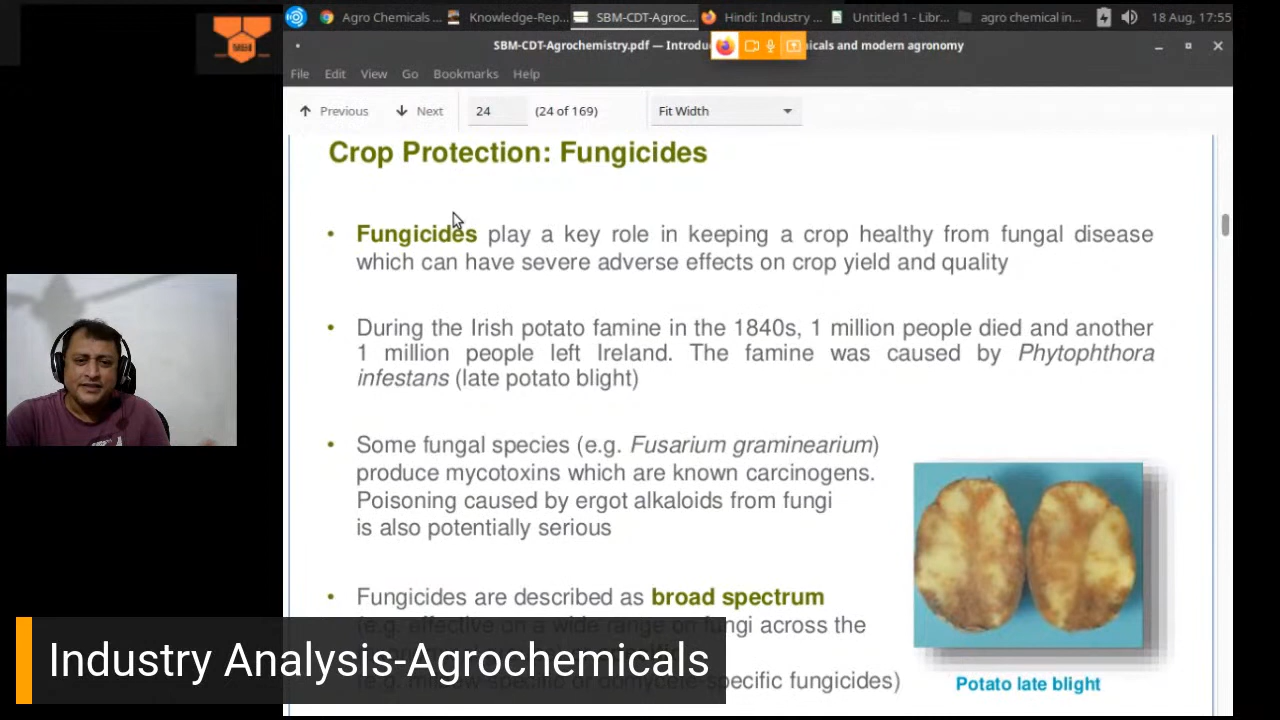 Agro Chemicals ...
Knowledge-Rep...
SBM-CDT-Agroc...
Hindi: Industry ...
Untitled 1 - Libr...
agro chemical in...
18 Aug, 17:55
SBM-CDT-Agrochemistry.pdf — Introdu icals and modern agronomy
File Edit View Go Bookmarks Help
Previous Next 24 (24 of 169) Fit Width
Crop Protection: Fungicides
• Fungicides play a key role in keeping a crop healthy from fungal disease
which can have severe adverse effects on crop yield and quality
• During the Irish potato famine in the 1840s, 1 million people died and another
1 million people left Ireland. The famine was caused by Phytophthora
infestans (late potato blight)
• Some fungal species (e.g. Fusarium graminearium)
produce mycotoxins which are known carcinogens.
Poisoning caused by ergot alkaloids from fungi
is also potentially serious
• Fungicides are described as broad spectrum
(e.g. effective on a wide range on fungi across the
(e.g. mildew-specific or oomycete-specific fungicides)
Potato late blight
Industry Analysis-Agrochemicals